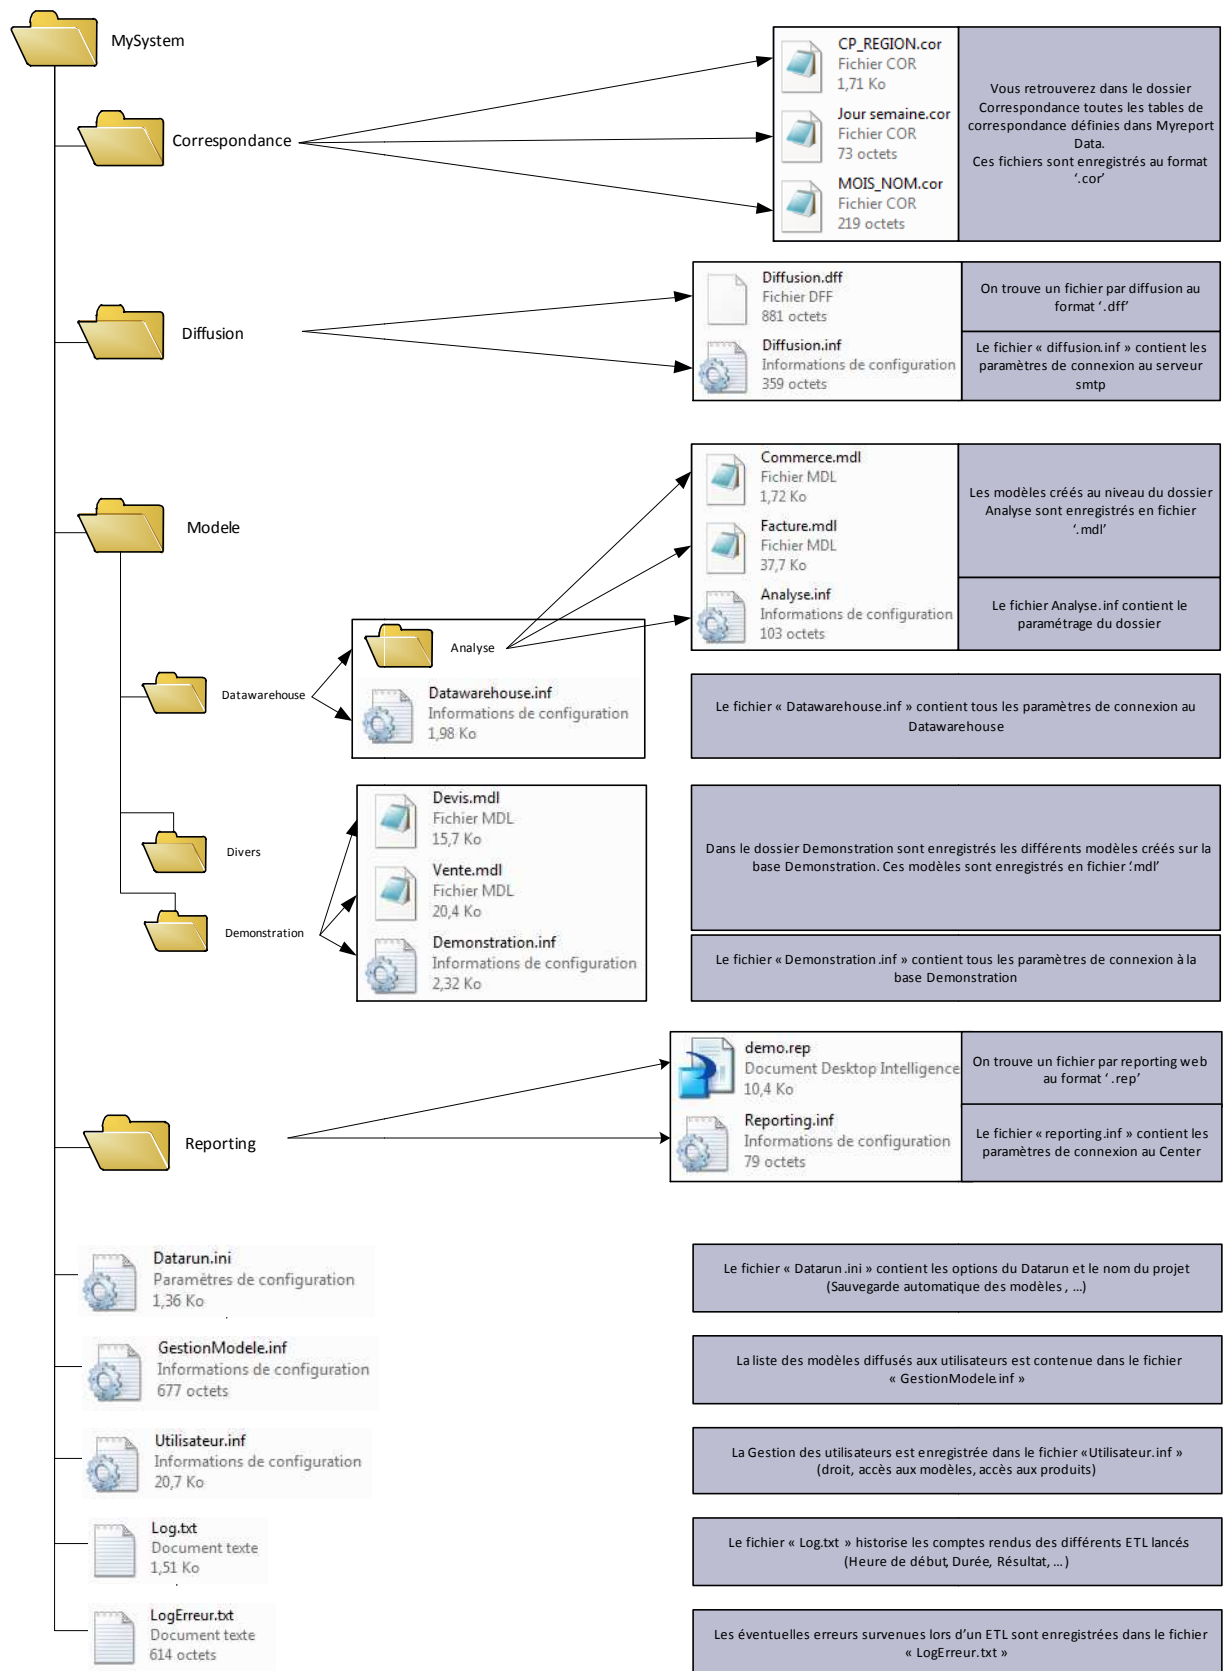 MySystem
Correspondance
CP_REGION.cor
Fichier COR
1,71 Ko
Jour semaine.cor
Fichier COR
73 octets
MOIS_NOM.cor
Fichier COR
219 octets
Vous retrouverez dans le dossier
Correspondance toutes les tables de
correspondance définies dans Myreport
Data.
Ces fichiers sont enregistrés au format
‘.cor’
Diffusion
Diffusion.dff
Fichier DFF
881 octets
On trouve un fichier par diffusion au
format ‘.dff’
Diffusion.inf
Informations de configuration
359 octets
Le fichier « diffusion.inf » contient les
paramètres de connexion au serveur
smtp
Modele
Commerce.mdl
Fichier MDL
1,72 Ko
Facture.mdl
Fichier MDL
37,7 Ko
Les modèles créés au niveau du dossier
Analyse sont enregistrés en fichier
‘.mdl’
Analyse.inf
Informations de configuration
103 octets
Le fichier Analyse.inf contient le
paramétrage du dossier
Datawarehouse
Analyse
Datawarehouse.inf
Informations de configuration
1,98 Ko
Le fichier « Datawarehouse.inf » contient tous les paramètres de connexion au
Datawarehouse
Divers
Demonstration
Devis.mdl
Fichier MDL
15,7 Ko
Vente.mdl
Fichier MDL
20,4 Ko
Dans le dossier Demonstration sont enregistrés les différents modèles créés sur la
base Demonstration. Ces modèles sont enregistrés en fichier ‘.mdl’
Demonstration.inf
Informations de configuration
2,32 Ko
Le fichier « Demonstration.inf » contient tous les paramètres de connexion à la
base Demonstration
Reporting
demo.rep
Document Desktop Intelligence
10,4 Ko
On trouve un fichier par reporting web
au format ‘.rep’
Reporting.inf
Informations de configuration
79 octets
Le fichier « reporting.inf » contient les
paramètres de connexion au Center
Datarun.ini
Paramètres de configuration
1,36 Ko
Le fichier « Datarun.ini » contient les options du Datarun et le nom du projet
(Sauvegarde automatique des modèles, …)
GestionModele.inf
Informations de configuration
677 octets
La liste des modèles diffusés aux utilisateurs est contenue dans le fichier
« GestionModele.inf »
Utilisateur.inf
Informations de configuration
20,7 Ko
La Gestion des utilisateurs est enregistrée dans le fichier «Utilisateur.inf »
(droit, accès aux modèles, accès aux produits)
Log.txt
Document texte
1,51 Ko
Le fichier « Log.txt » historise les comptes rendus des différents ETL lancés
(Heure de début, Durée, Résultat, …)
LogErreur.txt
Document texte
614 octets
Les éventuelles erreurs survenues lors d’un ETL sont enregistrées dans le fichier
« LogErreur.txt »